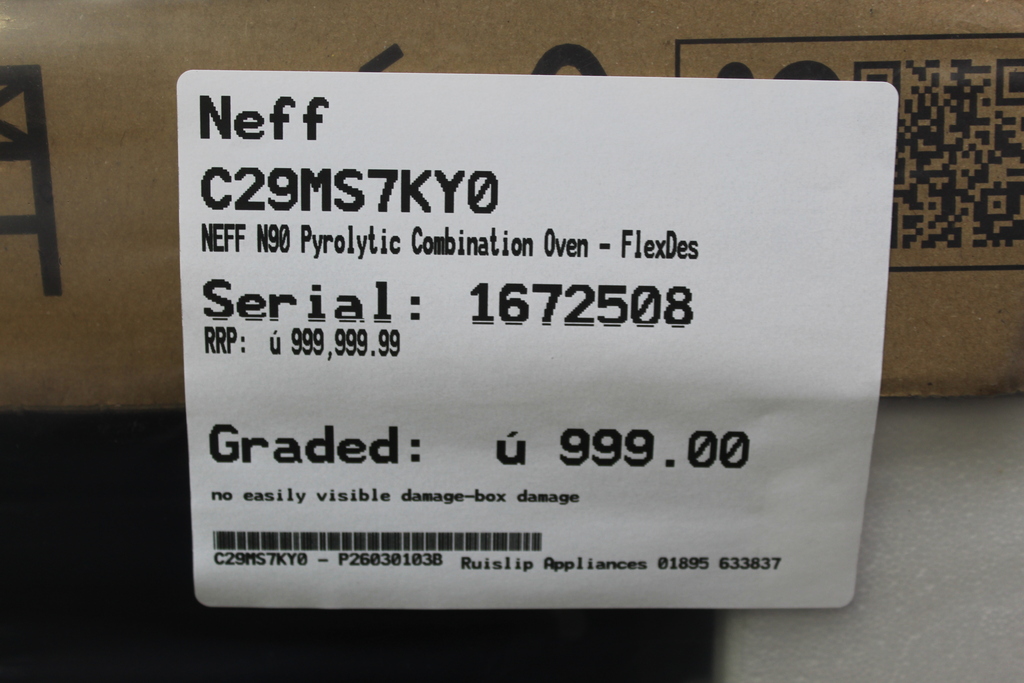 Neff
C29MS7KY0
NEFF N90 Pyrolytic Combination Oven - FlexDes
Serial: 1672508
RRP: ú 999,999.99
Graded: ú 999.00
no easily visible damage-box damage
C29MS7KY0 - P26030103B Ruislip Appliances 01895 633837